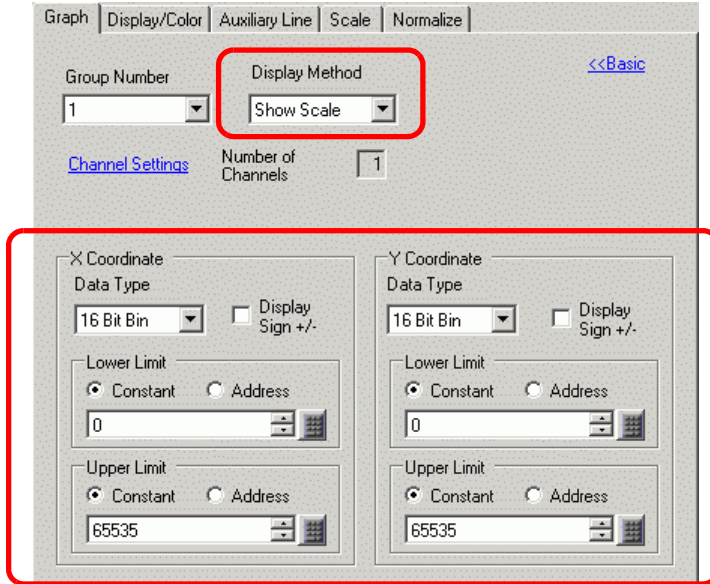 Graph Display/Color Auxiliary Line Scale Normalize
Group Number
1
Display Method
Show Scale
<<Basic
Channel Settings
Number of
Channels
1
X Coordinate
Data Type
16 Bit Bin
Display
Sign +/-
Lower Limit
Constant Address
0
Upper Limit
Constant Address
65535
Y Coordinate
Data Type
16 Bit Bin
Display
Sign +/-
Lower Limit
Constant Address
0
Upper Limit
Constant Address
65535